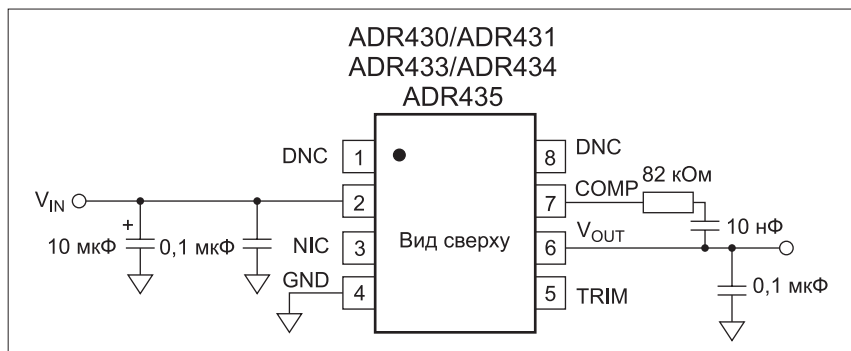 ADR430/ADR431
ADR433/ADR434
ADR435
DNC
1
8
DNC
82 кОм
V_IN
2
7
COMP
10 нФ
+
10 мкФ
0,1 мкФ
NIC
3
Вид сверху
6
V_OUT
GND
4
5
TRIM
0,1 мкФ